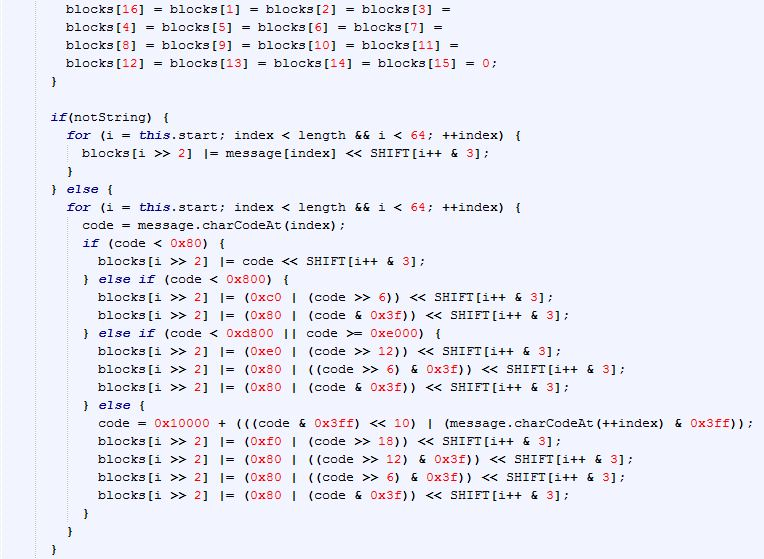 blocks[16] = blocks[1] = blocks[2] = blocks[3] =
blocks[4] = blocks[5] = blocks[6] = blocks[7] =
blocks[8] = blocks[9] = blocks[10] = blocks[11] =
blocks[12] = blocks[13] = blocks[14] = blocks[15] = 0;
}
if(notString) {
for (i = this.start; index < length && i < 64; ++index) {
blocks[i >> 2] |= message[index] << SHIFT[i++ & 3];
}
} else {
for (i = this.start; index < length && i < 64; ++index) {
code = message.charCodeAt(index);
if (code < 0x80) {
blocks[i >> 2] |= code << SHIFT[i++ & 3];
} else if (code < 0x800) {
blocks[i >> 2] |= (0xc0 | (code >> 6)) << SHIFT[i++ & 3];
blocks[i >> 2] |= (0x80 | (code & 0x3f)) << SHIFT[i++ & 3];
} else if (code < 0xd800 || code >= 0xe000) {
blocks[i >> 2] |= (0xe0 | (code >> 12)) << SHIFT[i++ & 3];
blocks[i >> 2] |= (0x80 | ((code >> 6) & 0x3f)) << SHIFT[i++ & 3];
blocks[i >> 2] |= (0x80 | (code & 0x3f)) << SHIFT[i++ & 3];
} else {
code = 0x10000 + (((code & 0x3ff) << 10) | (message.charCodeAt(++index) & 0x3ff));
blocks[i >> 2] |= (0xf0 | (code >> 18)) << SHIFT[i++ & 3];
blocks[i >> 2] |= (0x80 | ((code >> 12) & 0x3f)) << SHIFT[i++ & 3];
blocks[i >> 2] |= (0x80 | ((code >> 6) & 0x3f)) << SHIFT[i++ & 3];
blocks[i >> 2] |= (0x80 | (code & 0x3f)) << SHIFT[i++ & 3];
}
}
}